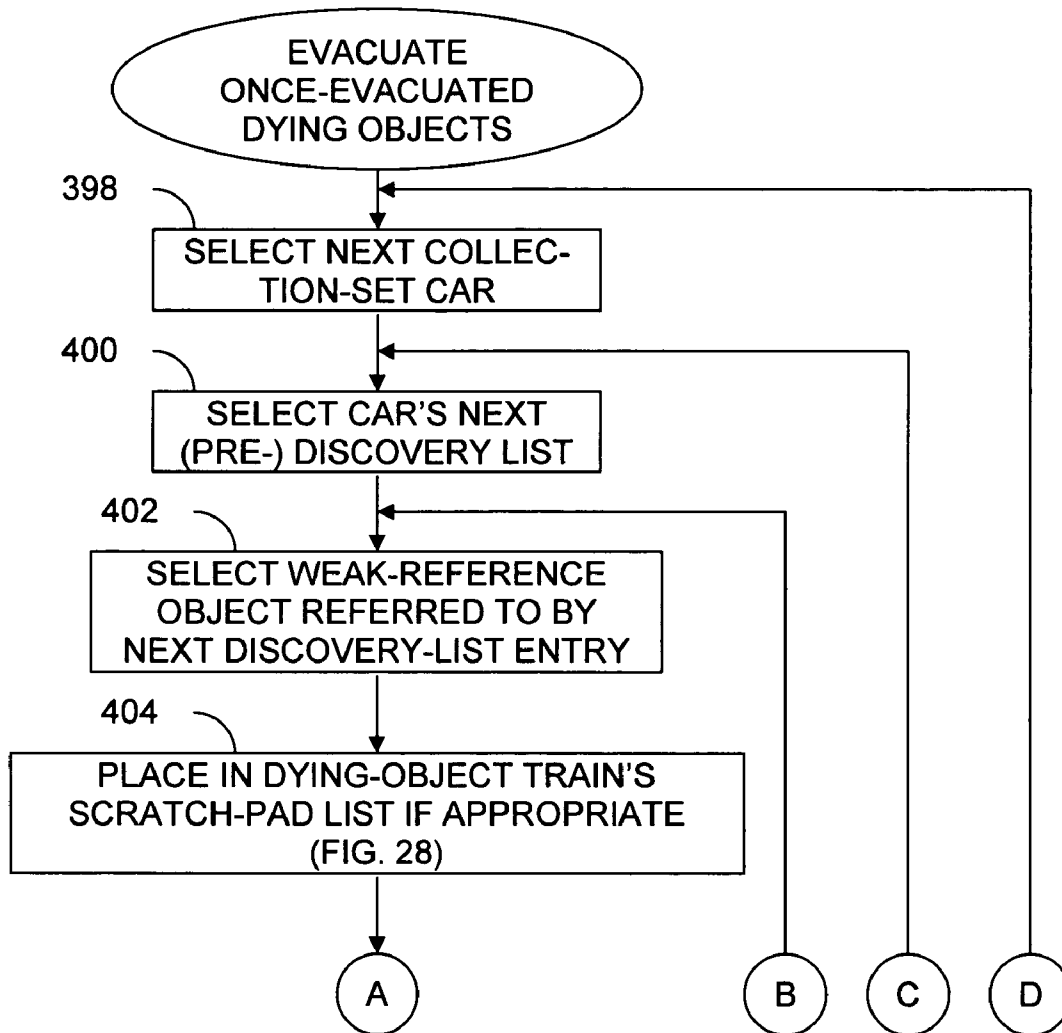 EVACUATE
ONCE-EVACUATED
DYING OBJECTS
398
SELECT NEXT COLLEC-
TION-SET CAR
400
SELECT CAR'S NEXT
(PRE-) DISCOVERY LIST
402
SELECT WEAK-REFERENCE
OBJECT REFERRED TO BY
NEXT DISCOVERY-LIST ENTRY
404
PLACE IN DYING-OBJECT TRAIN'S
SCRATCH-PAD LIST IF APPROPRIATE
(FIG. 28)
A
B
C
D